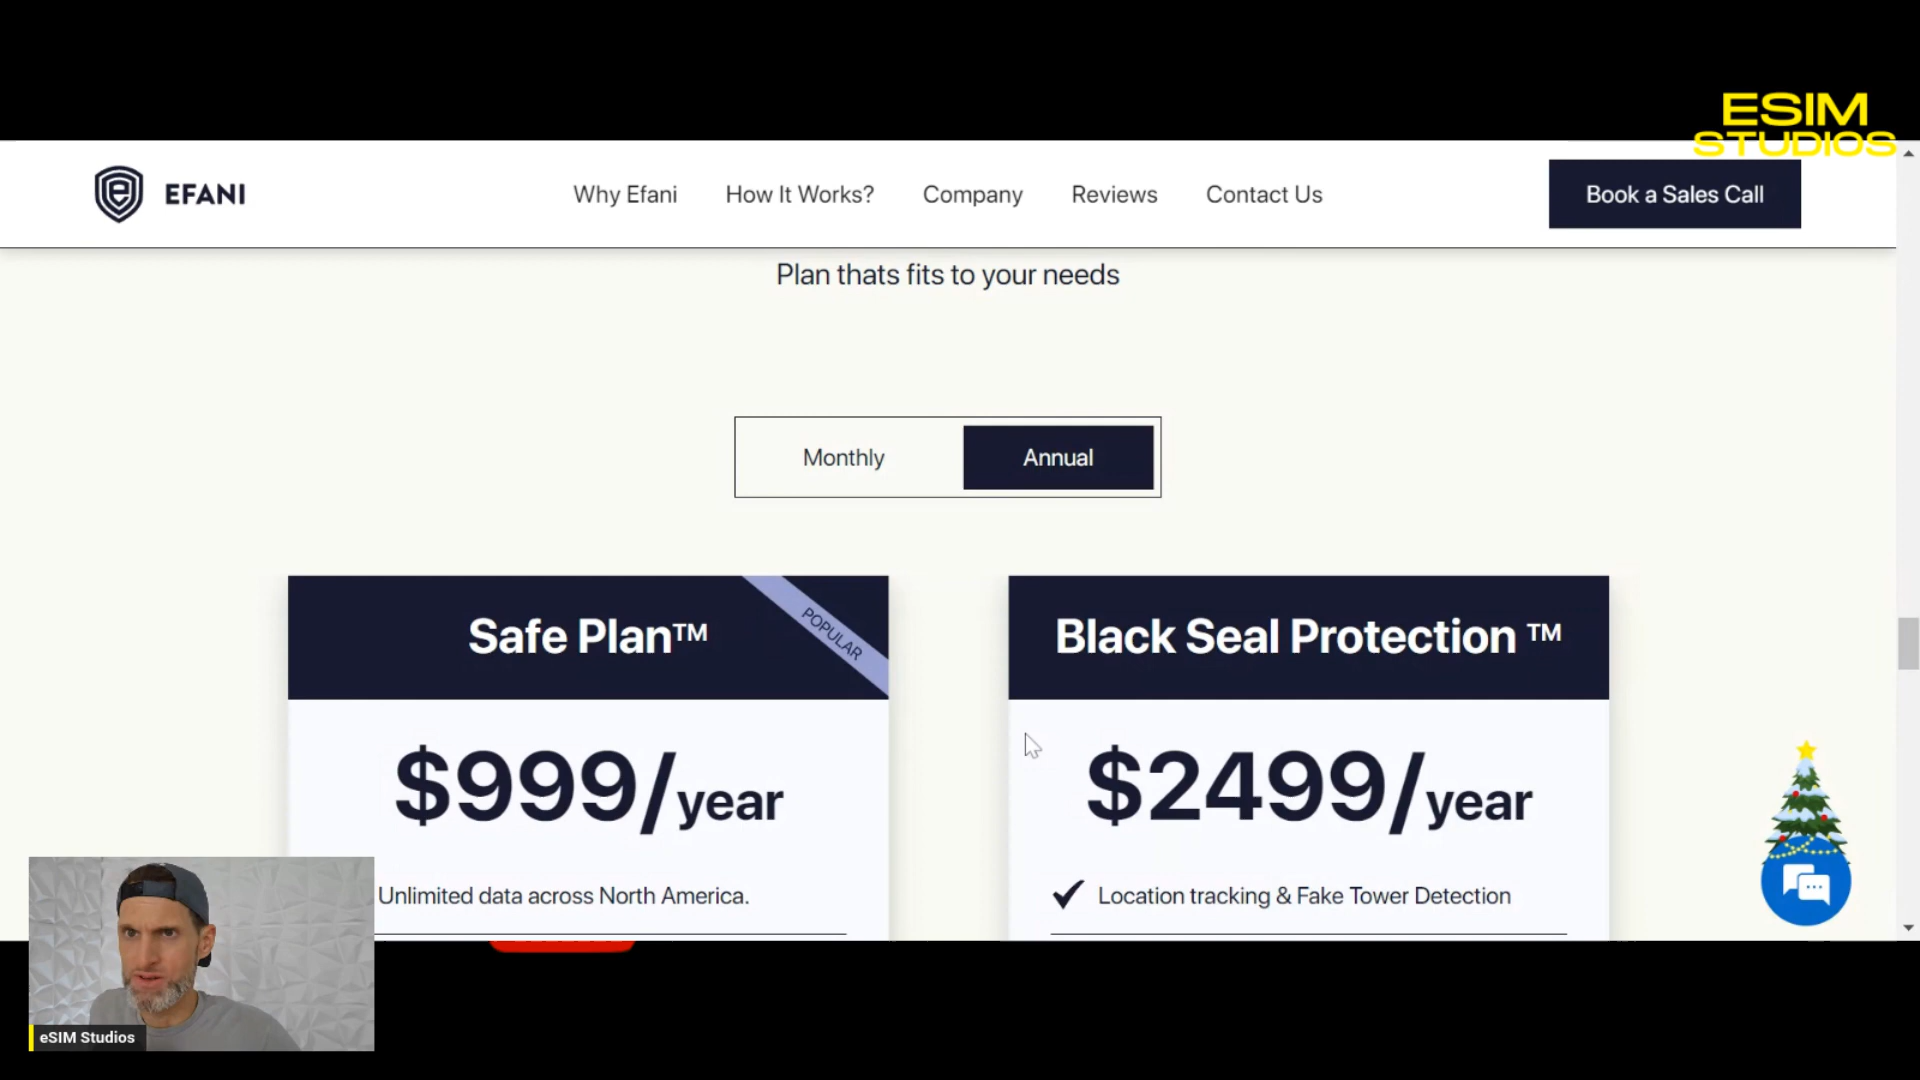 ESIM
STUDIOS
EFANI
Why Efani
How It Works?
Company
Reviews
Contact Us
Book a Sales Call
Plan thats fits to your needs
Monthly
Annual
Safe Plan™
POPULAR
$999/year
Unlimited data across North America.
Black Seal Protection ™
$2499/year
Location tracking & Fake Tower Detection
eSIM Studios